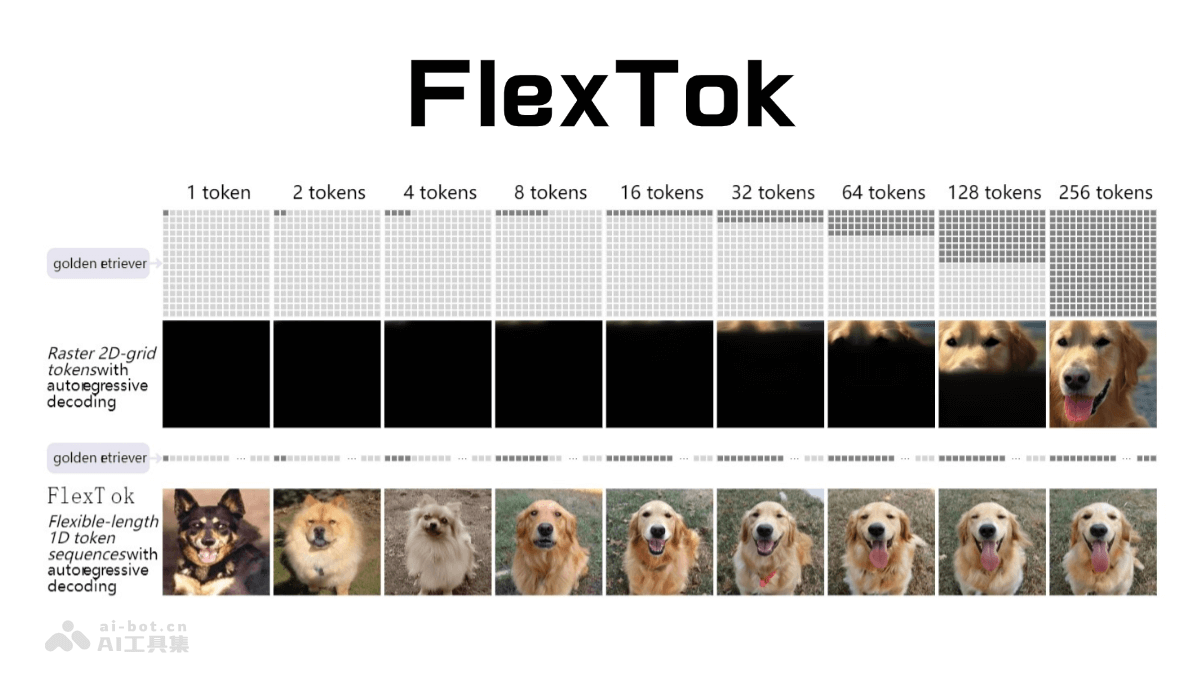 FlexTok
1 token 2 tokens 4 tokens 8 tokens 16 tokens 32 tokens 64 tokens 128 tokens 256 tokens
golden etriever
Raster 2D-grid
tokenswith
autoregressive
decoding
golden etriever
... ... ... ... ... ... ... ... ...
FlexTok
Flexible-length
1D token
sequenceswith
autoregressive
decoding
ai-bot.cn
AI工具集